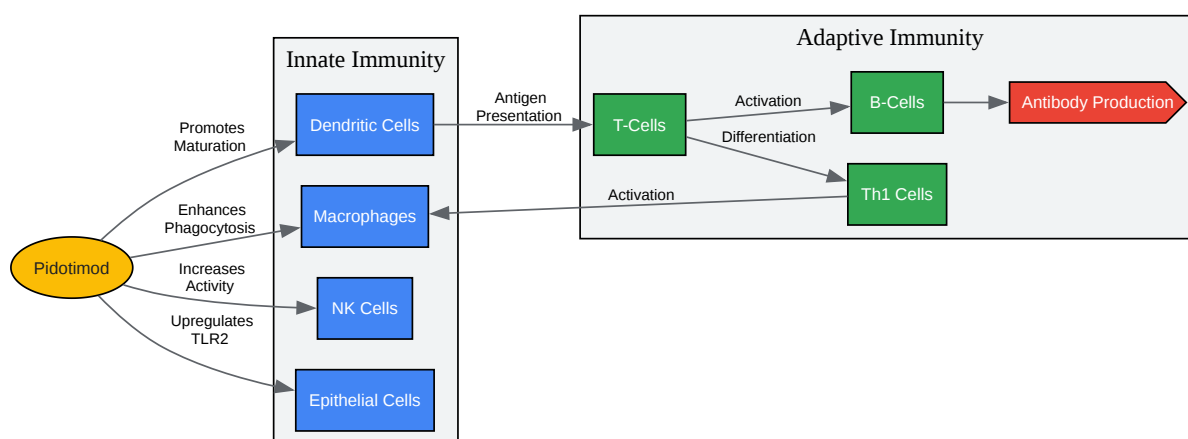 Adaptive Immunity
Innate Immunity
Dendritic Cells
Antigen
Presentation
T-Cells
Activation
B-Cells
Antibody Production
Promotes
Maturation
Differentiation
Th1 Cells
Activation
Macrophages
Enhances
Phagocytosis
Pidotimod
Increases
Activity
NK Cells
Upregulates
TLR2
Epithelial Cells